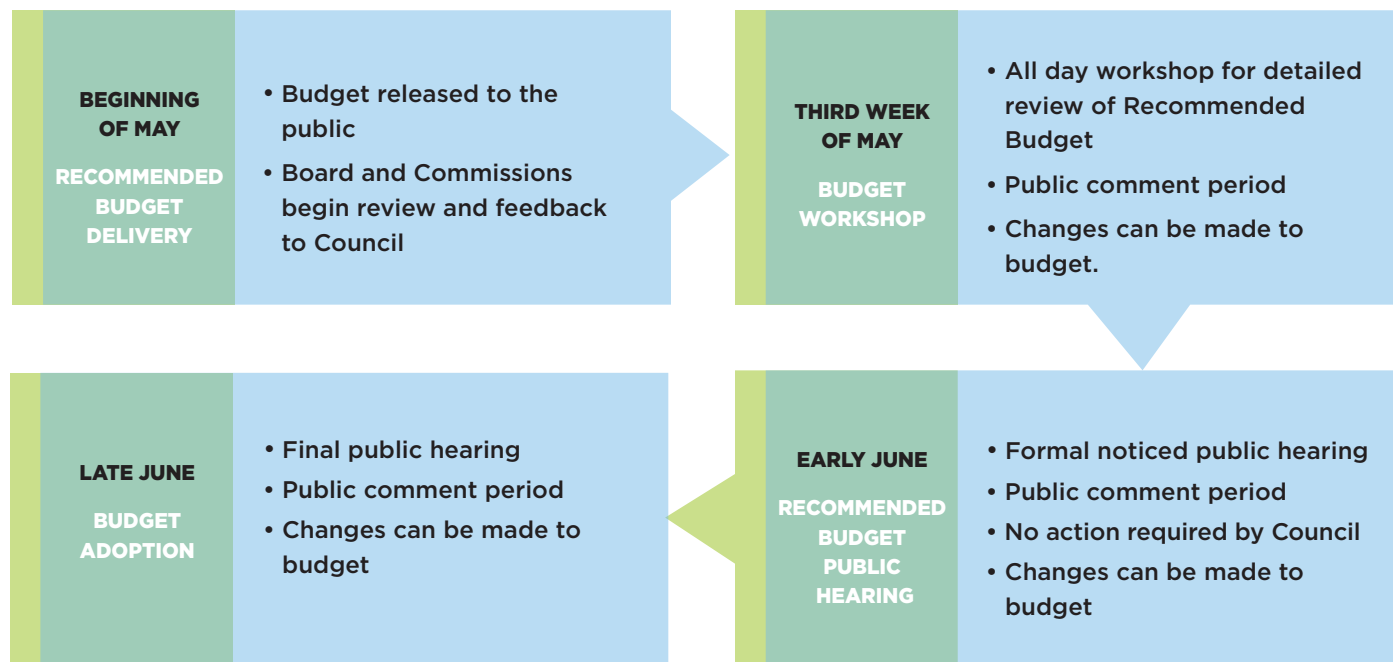 BEGINNING
OF MAY
RECOMMENDED
BUDGET
DELIVERY
• Budget released to the
public
• Board and Commissions
begin review and feedback
to Council
THIRD WEEK
OF MAY
BUDGET
WORKSHOP
• All day workshop for detailed
review of Recommended
Budget
• Public comment period
• Changes can be made to
budget.
EARLY JUNE
RECOMMENDED
BUDGET
PUBLIC
HEARING
• Formal noticed public hearing
• Public comment period
• No action required by Council
• Changes can be made to
budget
LATE JUNE
BUDGET
ADOPTION
• Final public hearing
• Public comment period
• Changes can be made to
budget